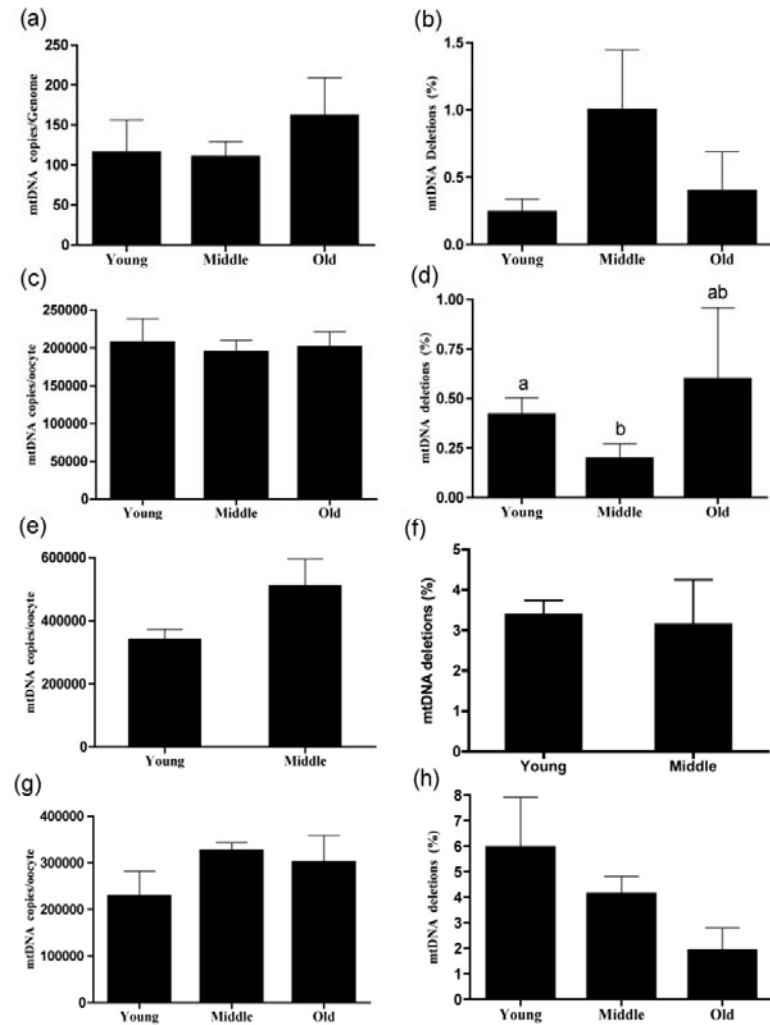 (a)
mtDNA copies/Genome
250
200
150
100
50
0
Young Middle Old
(b)
mtDNA Deletions (%)
1.5
1.0
0.5
0.0
Young Middle Old
(c)
mtDNA copies/oocyte
250000
200000
150000
100000
50000
0
Young Middle Old
(d)
mtDNA deletions (%)
1.00
0.75
0.50
0.25
0.00
a
b
ab
Young Middle Old
(e)
mtDNA copies/oocyte
600000
400000
200000
0
Young Middle
(f)
mtDNA deletions (%)
5
4
3
2
1
0
Young Middle
(g)
mtDNA copies/oocyte
400000
300000
200000
100000
0
Young Middle Old
(h)
mtDNA deletions (%)
8
7
6
5
4
3
2
1
0
Young Middle Old